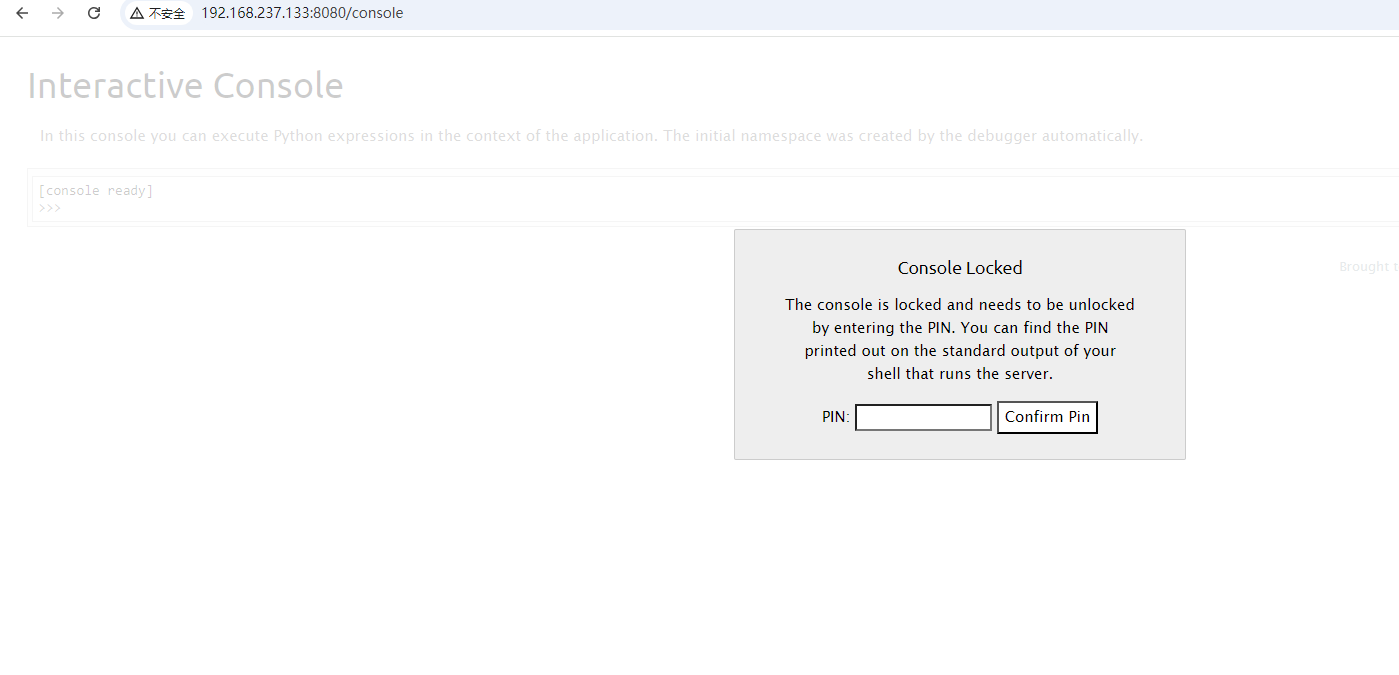 不安全 192.168.237.133:8080/console
Interactive Console
In this console you can execute Python expressions in the context of the application. The initial namespace was created by the debugger automatically.
[console ready]
>>>
Console Locked
The console is locked and needs to be unlocked
by entering the PIN. You can find the PIN
printed out on the standard output of your
shell that runs the server.
PIN: Confirm Pin
Brought t